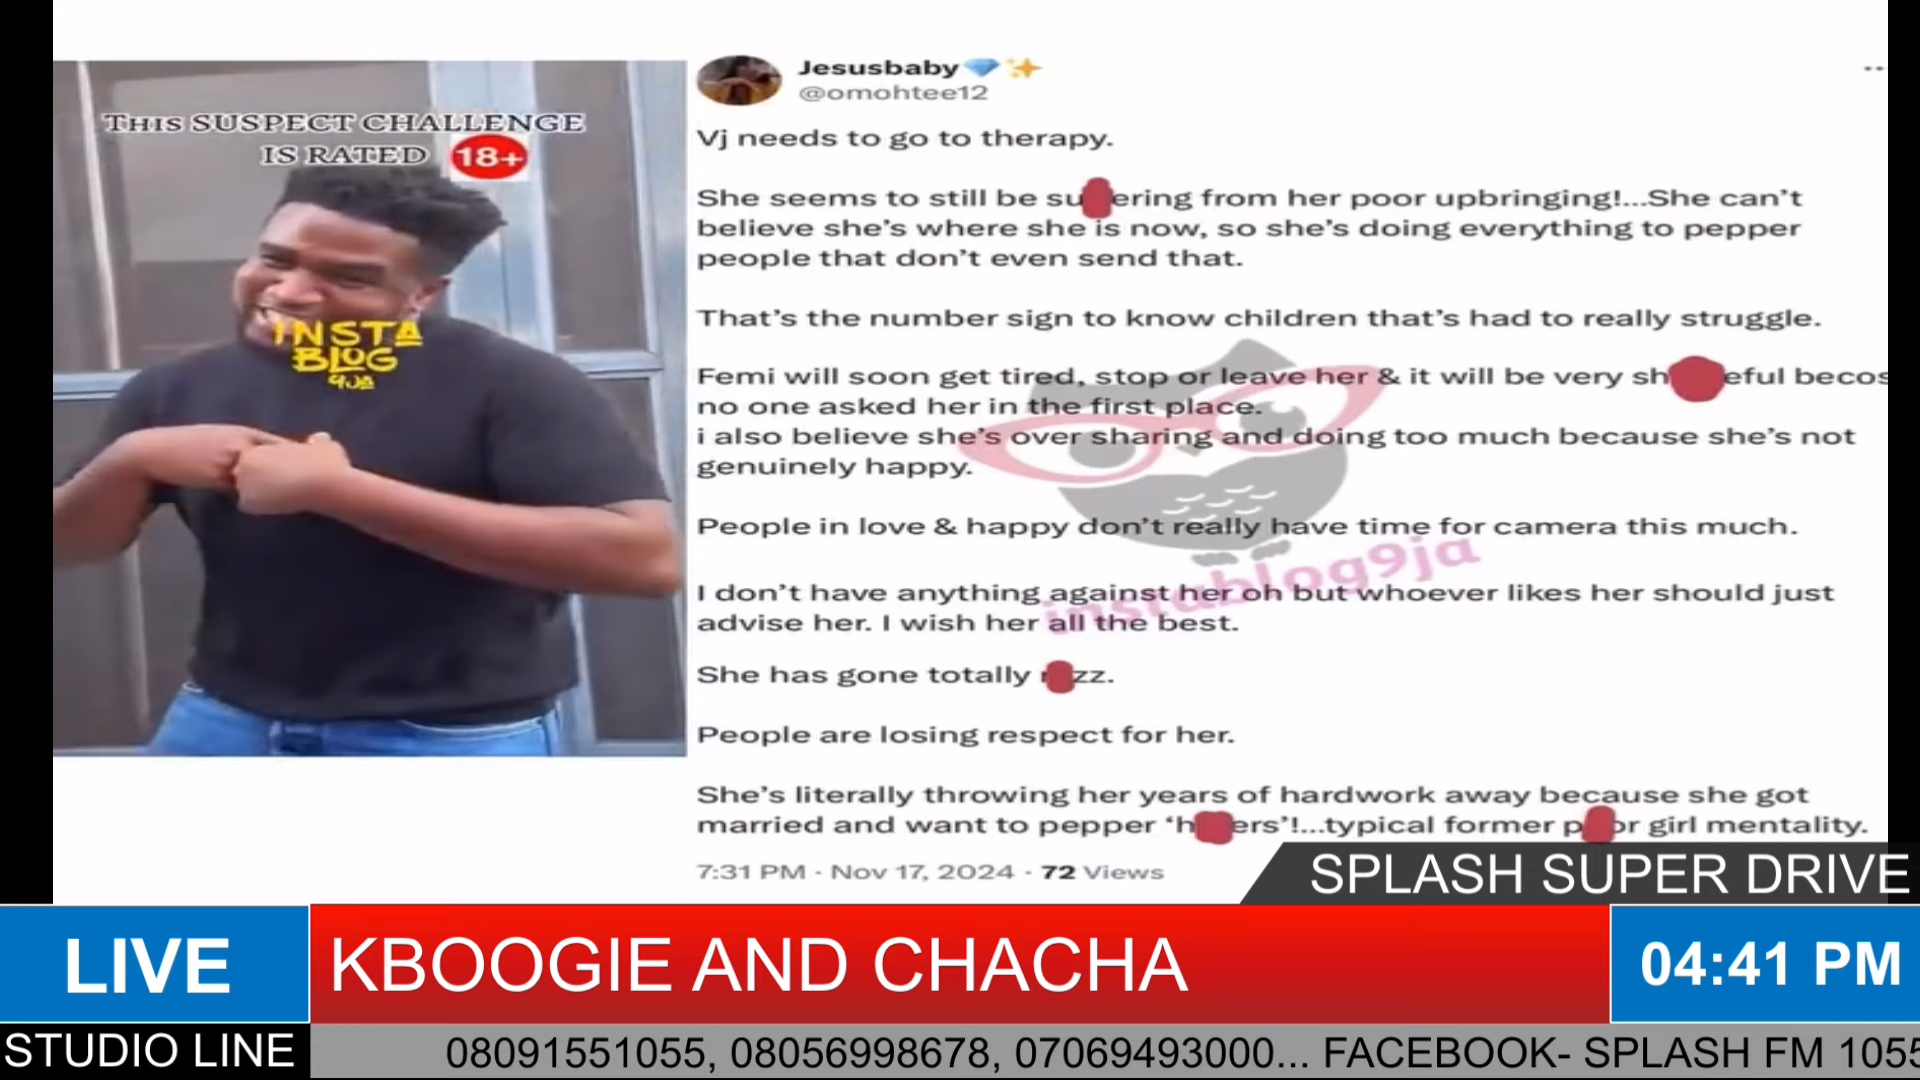 THIS SUSPECT CHALLENGE
IS RATED 18+
INSTA
BLOG
9JA
Jesusbaby
@omohtee12
Vj needs to go to therapy.
She seems to still be su ering from her poor upbringing!...She can't
believe she's where she is now, so she's doing everything to pepper
people that don't even send that.
That's the number sign to know children that's had to really struggle.
Femi will soon get tired, stop or leave her & it will be very sh eful becos
no one asked her in the first place.
i also believe she's over sharing and doing too much because she's not
genuinely happy.
People in love & happy don't really have time for camera this much.
instablog9ja
I don't have anything against her oh but whoever likes her should just
advise her. I wish her all the best.
She has gone totally r zz.
People are losing respect for her.
She's literally throwing her years of hardwork away because she got
married and want to pepper 'h ers'!...typical former p or girl mentality.
7:31 PM · Nov 17, 2024 · 72 Views
SPLASH SUPER DRIVE
LIVE
KBOOGIE AND CHACHA
04:41 PM
STUDIO LINE
08091551055, 08056998678, 07069493000... FACEBOOK- SPLASH FM 1055